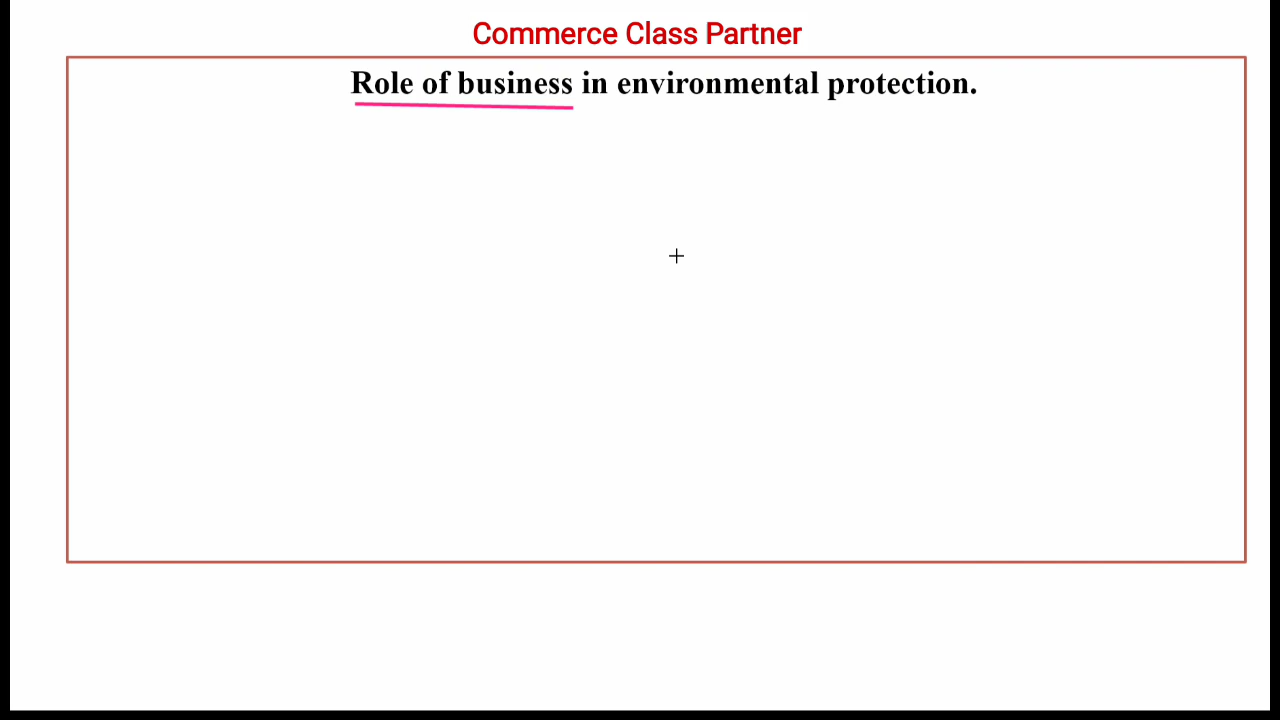 Commerce Class Partner
Role of business in environmental protection.